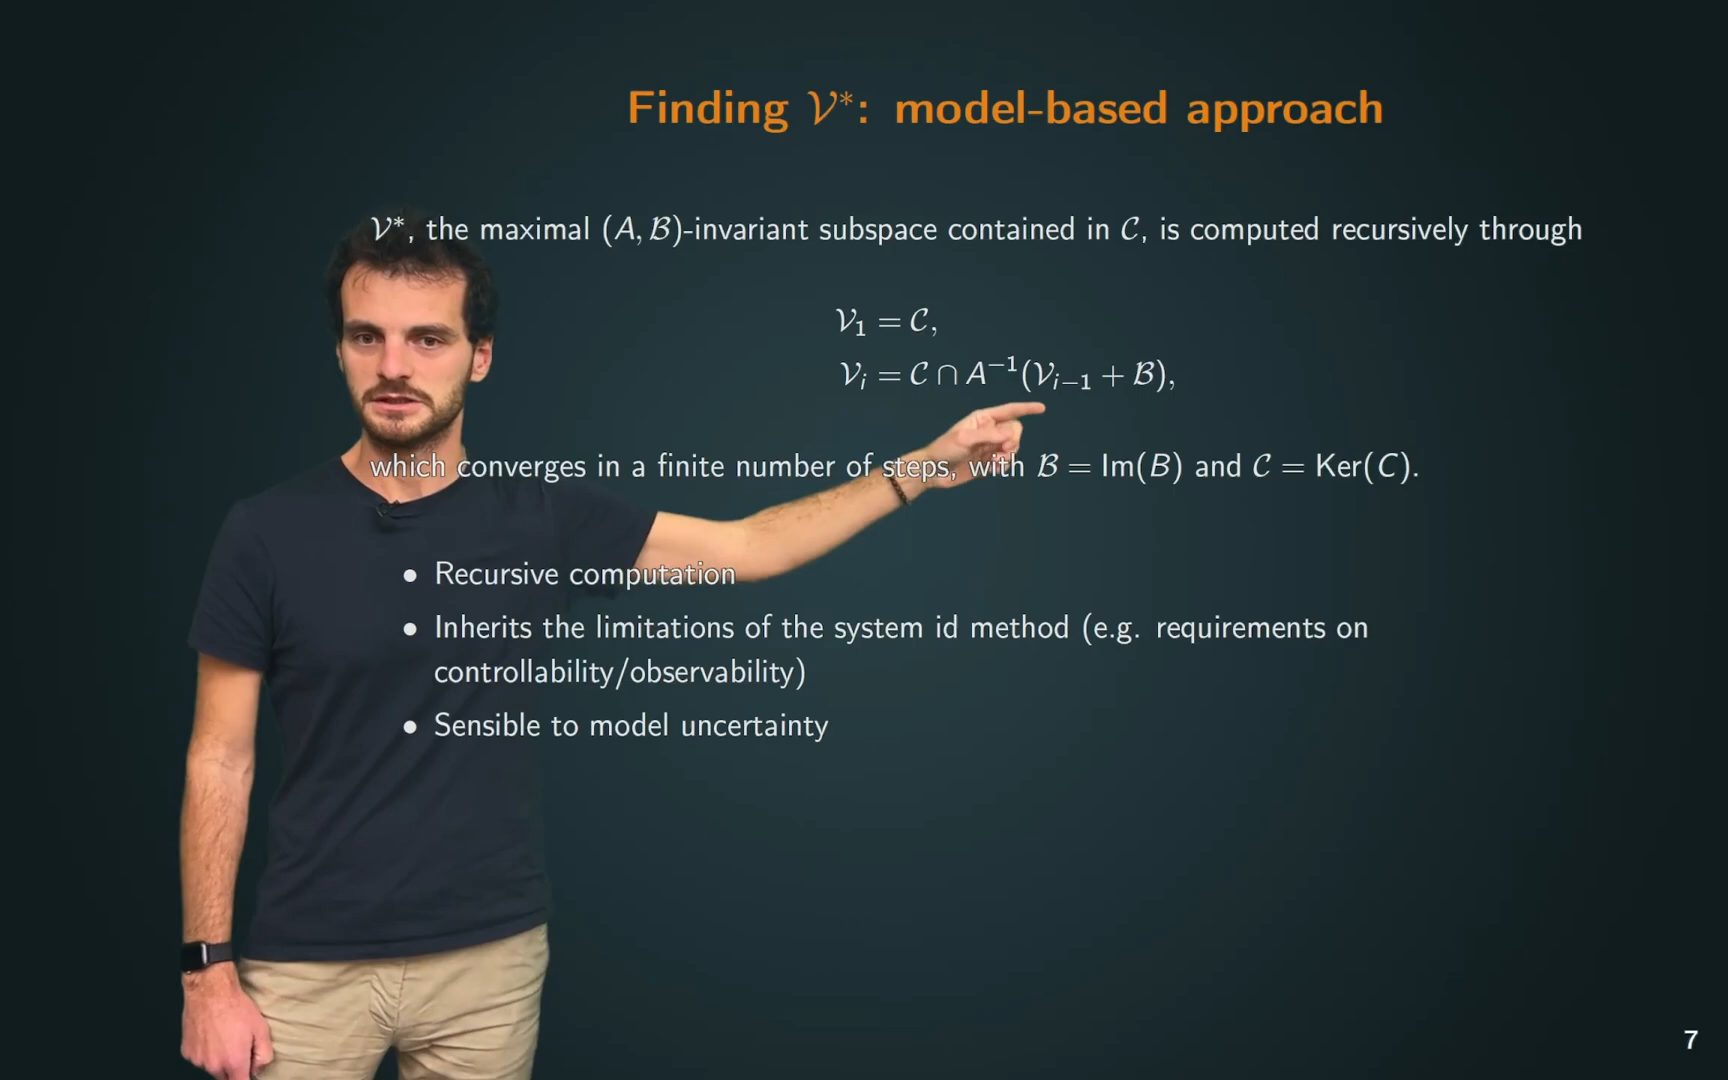 Finding 𝒱*: model-based approach
𝒱*, the maximal (A, ℬ)-invariant subspace contained in 𝒞, is computed recursively through
𝒱₁ = 𝒞,
𝒱ᵢ = 𝒞 ∩ A⁻¹(𝒱ᵢ₋₁ + ℬ),
which converges in a finite number of steps, with ℬ = Im(B) and 𝒞 = Ker(C).
• Recursive computation
• Inherits the limitations of the system id method (e.g. requirements on
controllability/observability)
• Sensible to model uncertainty
7